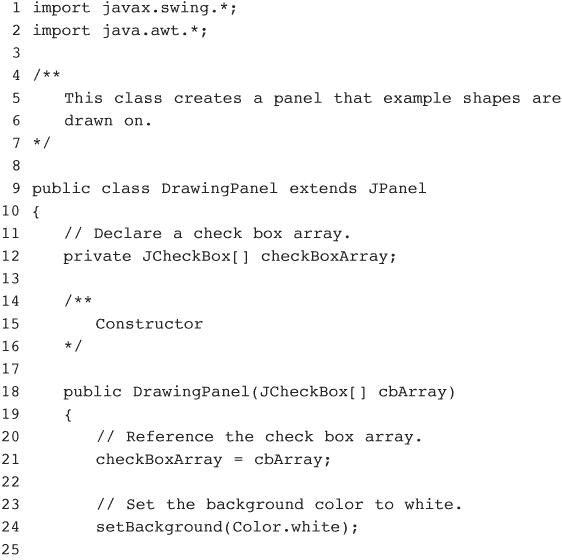 1 import javax.swing.*;
2 import java.awt.*;
3
4 /**
5    This class creates a panel that example shapes are
6    drawn on.
7 */
8
9 public class DrawingPanel extends JPanel
10 {
11    // Declare a check box array.
12    private JCheckBox[] checkBoxArray;
13
14    /**
15       Constructor
16    */
17
18    public DrawingPanel(JCheckBox[] cbArray)
19    {
20       // Reference the check box array.
21       checkBoxArray = cbArray;
22
23       // Set the background color to white.
24       setBackground(Color.white);
25